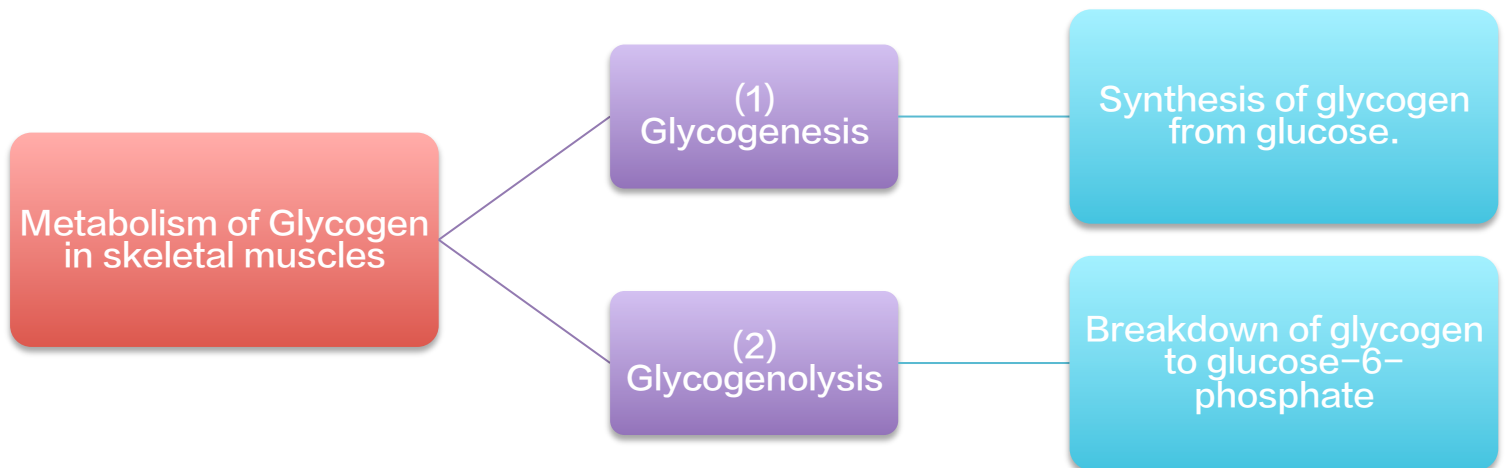 Metabolism of Glycogen
in skeletal muscles
(1)
Glycogenesis
Synthesis of glycogen
from glucose.
(2)
Glycogenolysis
Breakdown of glycogen
to glucose-6-
phosphate